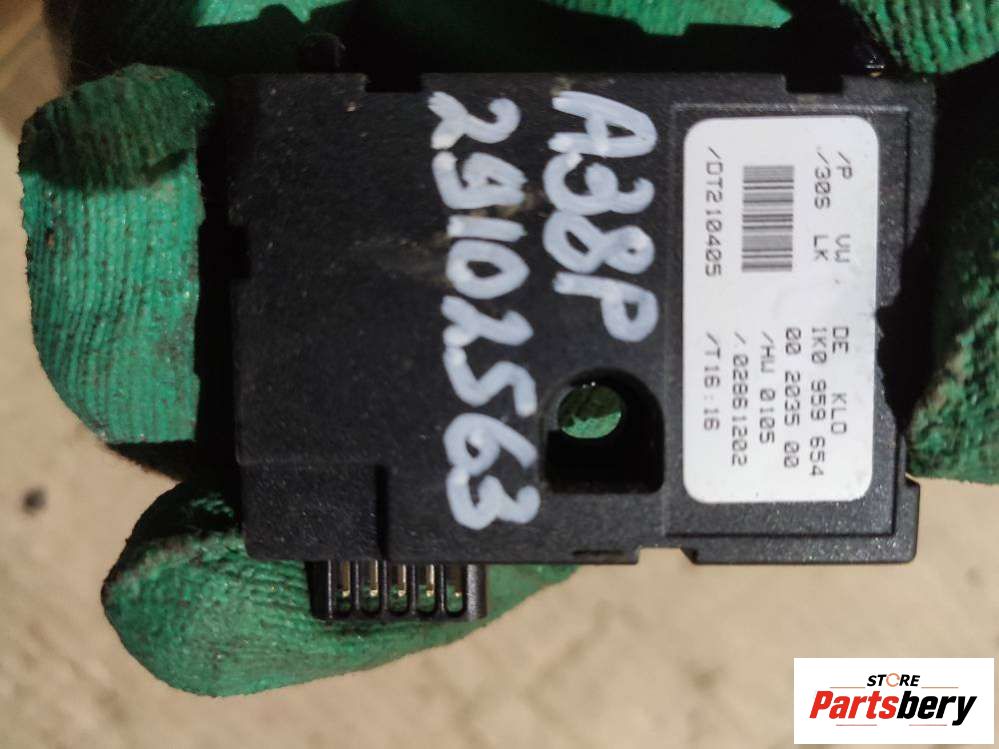 A38P
29102563
/P VW DE KLO
./30S LK 1K0 959 654
00 2035 00
/HW 0105
/.02861202
/DT210405 /T16:16
STORE
Partsbery